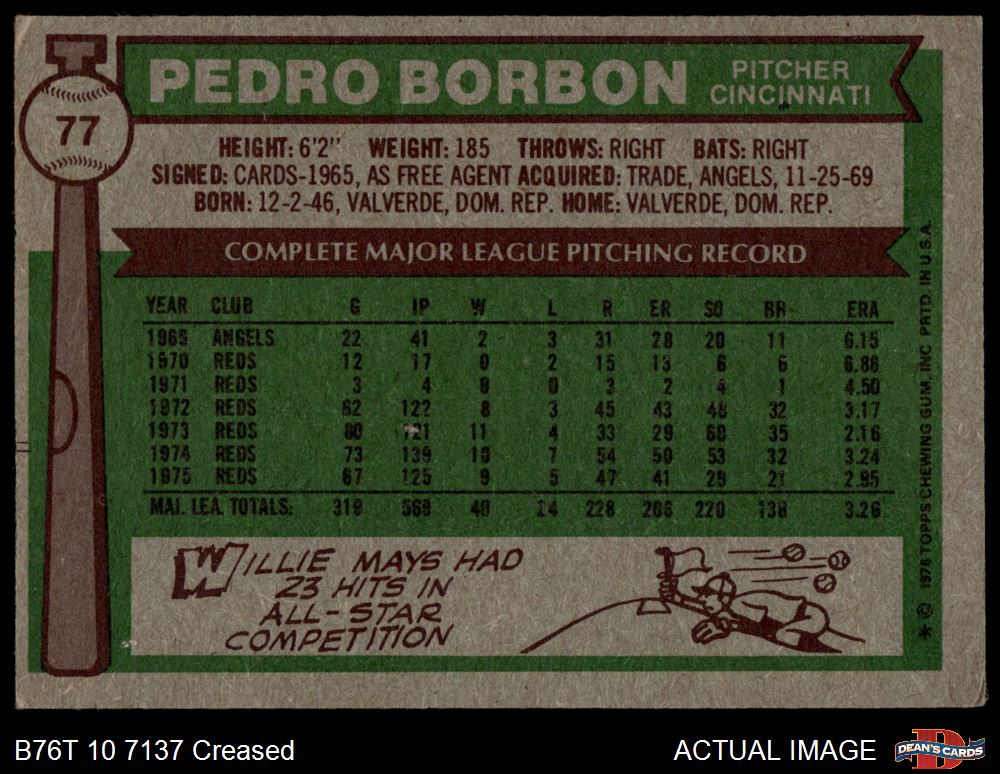 77
PEDRO BORBON
PITCHER
CINCINNATI
HEIGHT: 6'2" WEIGHT: 185 THROWS: RIGHT BATS: RIGHT
SIGNED: CARDS-1965, AS FREE AGENT ACQUIRED: TRADE, ANGELS, 11-25-69
BORN: 12-2-46, VALVERDE, DOM. REP. HOME: VALVERDE, DOM. REP.
COMPLETE MAJOR LEAGUE PITCHING RECORD
YEAR CLUB G IP W L R ER SO BB ERA
1969 ANGELS 22 41 2 3 31 28 20 11 6.15
1970 REDS 12 17 0 2 15 13 6 6 6.88
1971 REDS 3 4 0 0 3 2 4 1 4.50
1972 REDS 62 122 8 3 45 43 48 32 3.17
1973 REDS 80 121 11 4 33 29 60 35 2.16
1974 REDS 73 139 10 7 54 50 53 32 3.24
1975 REDS 67 125 9 5 47 41 29 21 2.95
MAJ. LEA. TOTALS: 319 569 40 24 228 206 220 138 3.26
WILLIE MAYS HAD
23 HITS IN
ALL-STAR
COMPETITION
* © 1976 TOPPS CHEWING GUM, INC PRTD. IN U.S.A.
B76T 10 7137 Creased
ACTUAL IMAGE
DEAN'S CARDS